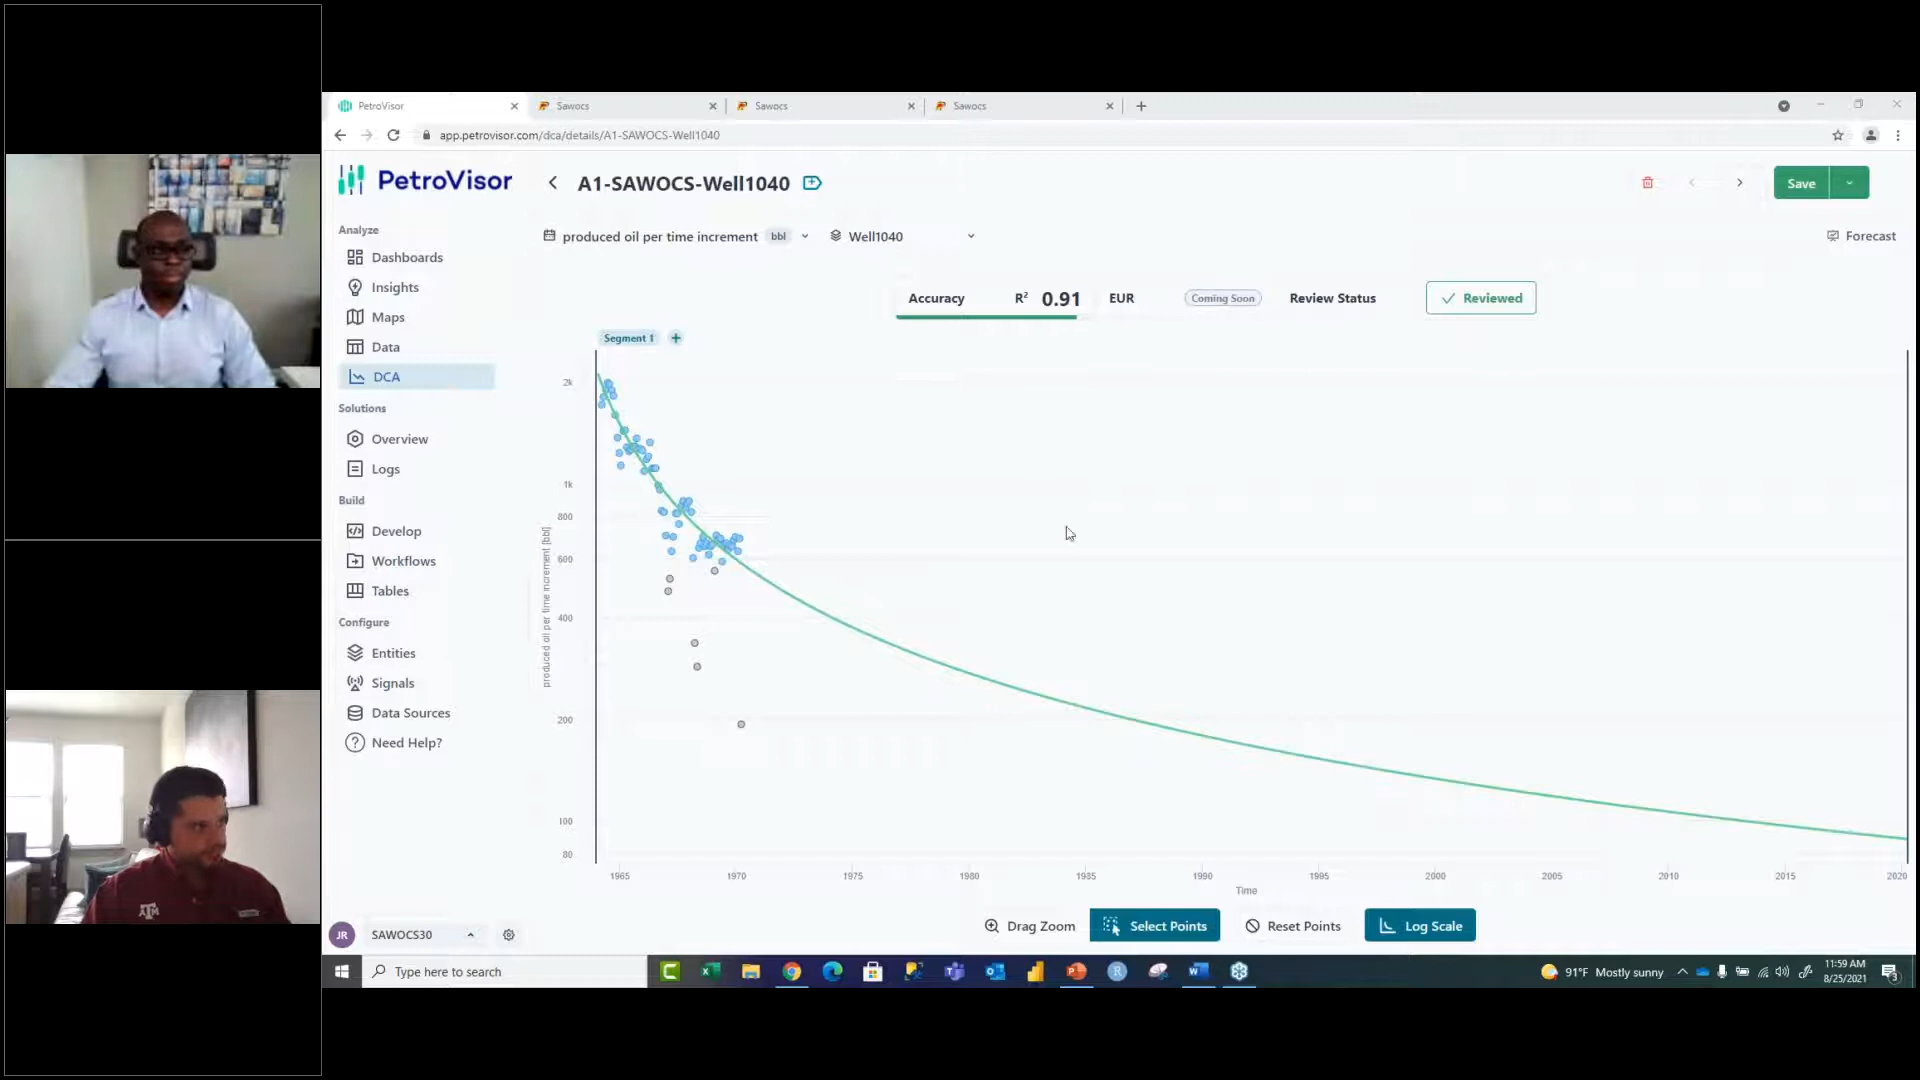 PetroVisor
Sawocs
Sawocs
Sawocs
app.petrovisor.com/dca/details/A1-SAWOCS-Well1040
PetroVisor
A1-SAWOCS-Well1040
Save
produced oil per time increment bbl
Well1040
Forecast
Analyze
Dashboards
Insights
Maps
Data
DCA
Solutions
Overview
Logs
Build
Develop
Workflows
Tables
Configure
Entities
Signals
Data Sources
Need Help?
Accuracy R² 0.91 EUR Coming Soon Review Status Reviewed
Segment 1
2k
1k
800
600
400
200
100
80
produced oil per time increment [bbl]
1965 1970 1975 1980 1985 1990 1995 2000 2005 2010 2015 2020
Time
Drag Zoom Select Points Reset Points Log Scale
JR SAWOCS30
Type here to search
91°F Mostly sunny
11:59 AM
8/25/2021
3
ATM